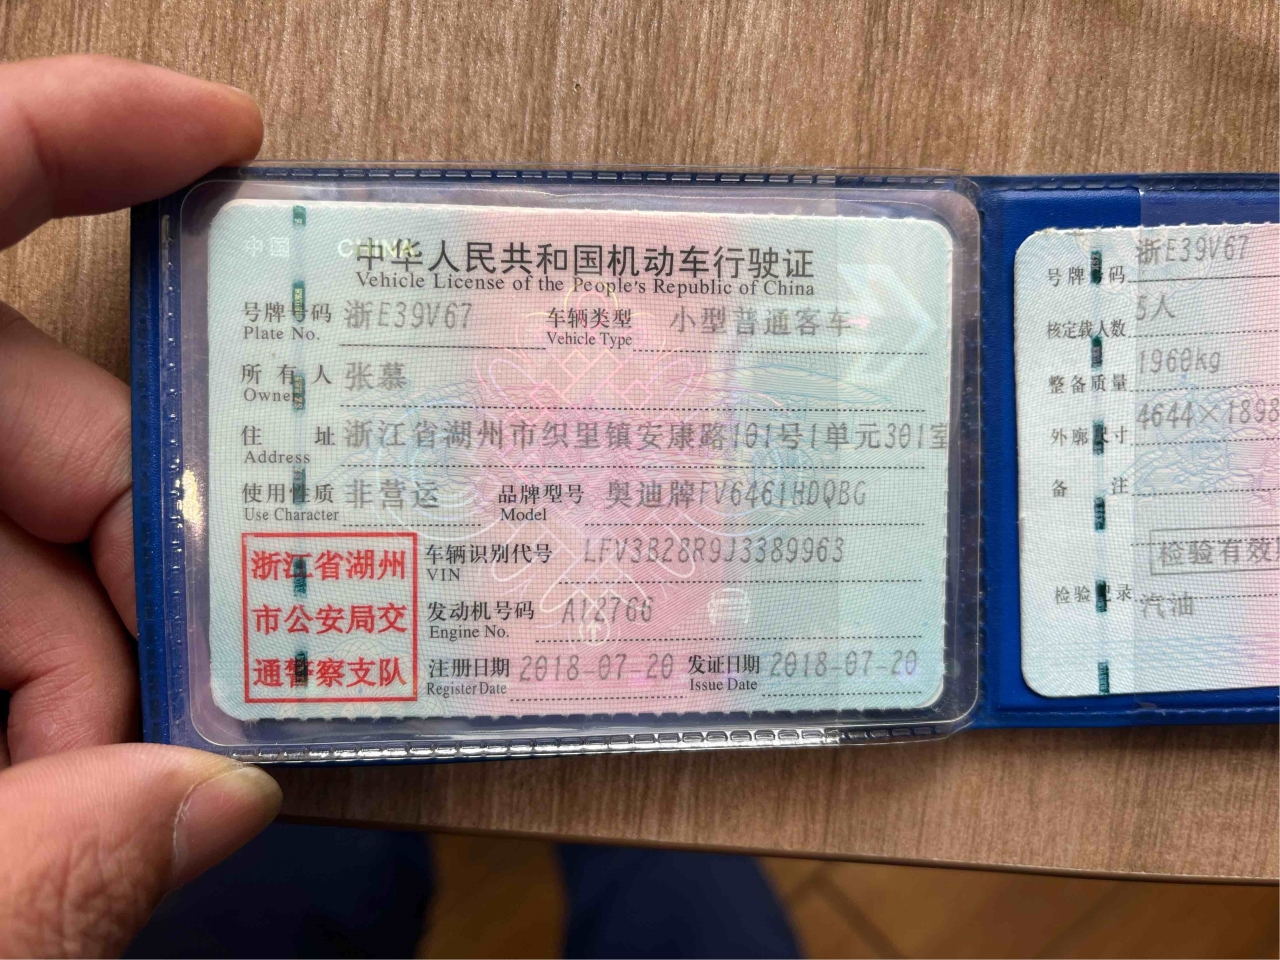 中国 CHINA
中华人民共和国机动车行驶证
Vehicle License of the People's Republic of China
号牌号码 浙E39V67 车辆类型 小型普通客车
Plate No. Vehicle Type
所有人 张慕
Owner
住址 浙江省湖州市织里镇安康路101号1单元301室
Address
使用性质 非营运 品牌型号 奥迪牌FV6461HDQBG
Use Character Model
浙江省湖州
市公安局交
通警察支队
车辆识别代号 LFV3B28R9J3389963
VIN
发动机号码 A12766
Engine No.
注册日期 2018-07-20 发证日期 2018-07-20
Register Date Issue Date
号牌号码 浙E39V67
核定载人数 5人
整备质量 1960kg
外廓尺寸 4644×1898
备注
检验有效
检验记录 汽油